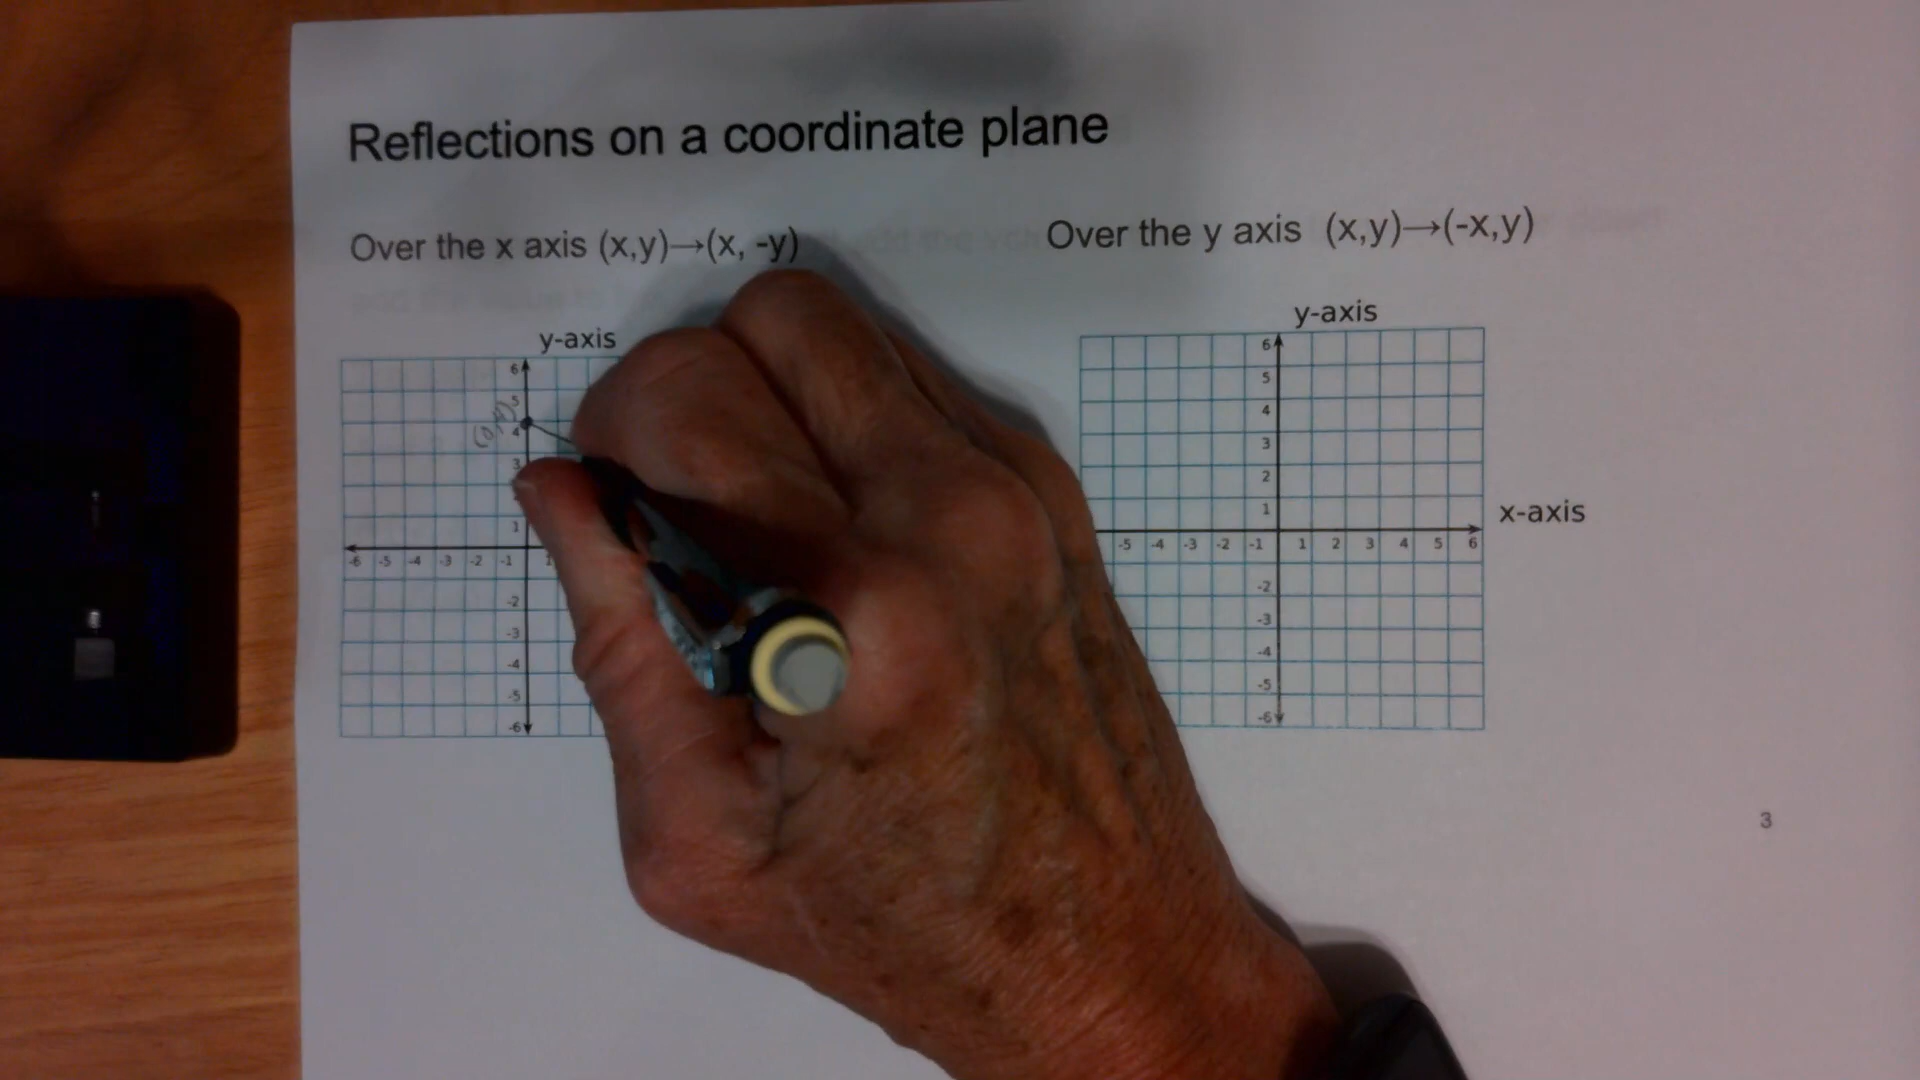 Reflections on a coordinate plane
Over the x axis (x,y)→(x, -y)
Over the y axis (x,y)→(-x,y)
y-axis
6
5
4
3
1
-6 -5 -4 -3 -2 -1
-2
-3
-4
-5
-6
y-axis
6
5
4
3
2
1
x-axis
-5 -4 -3 -2 -1 1 2 3 4 5 6
-2
-3
-4
-5
-6
3